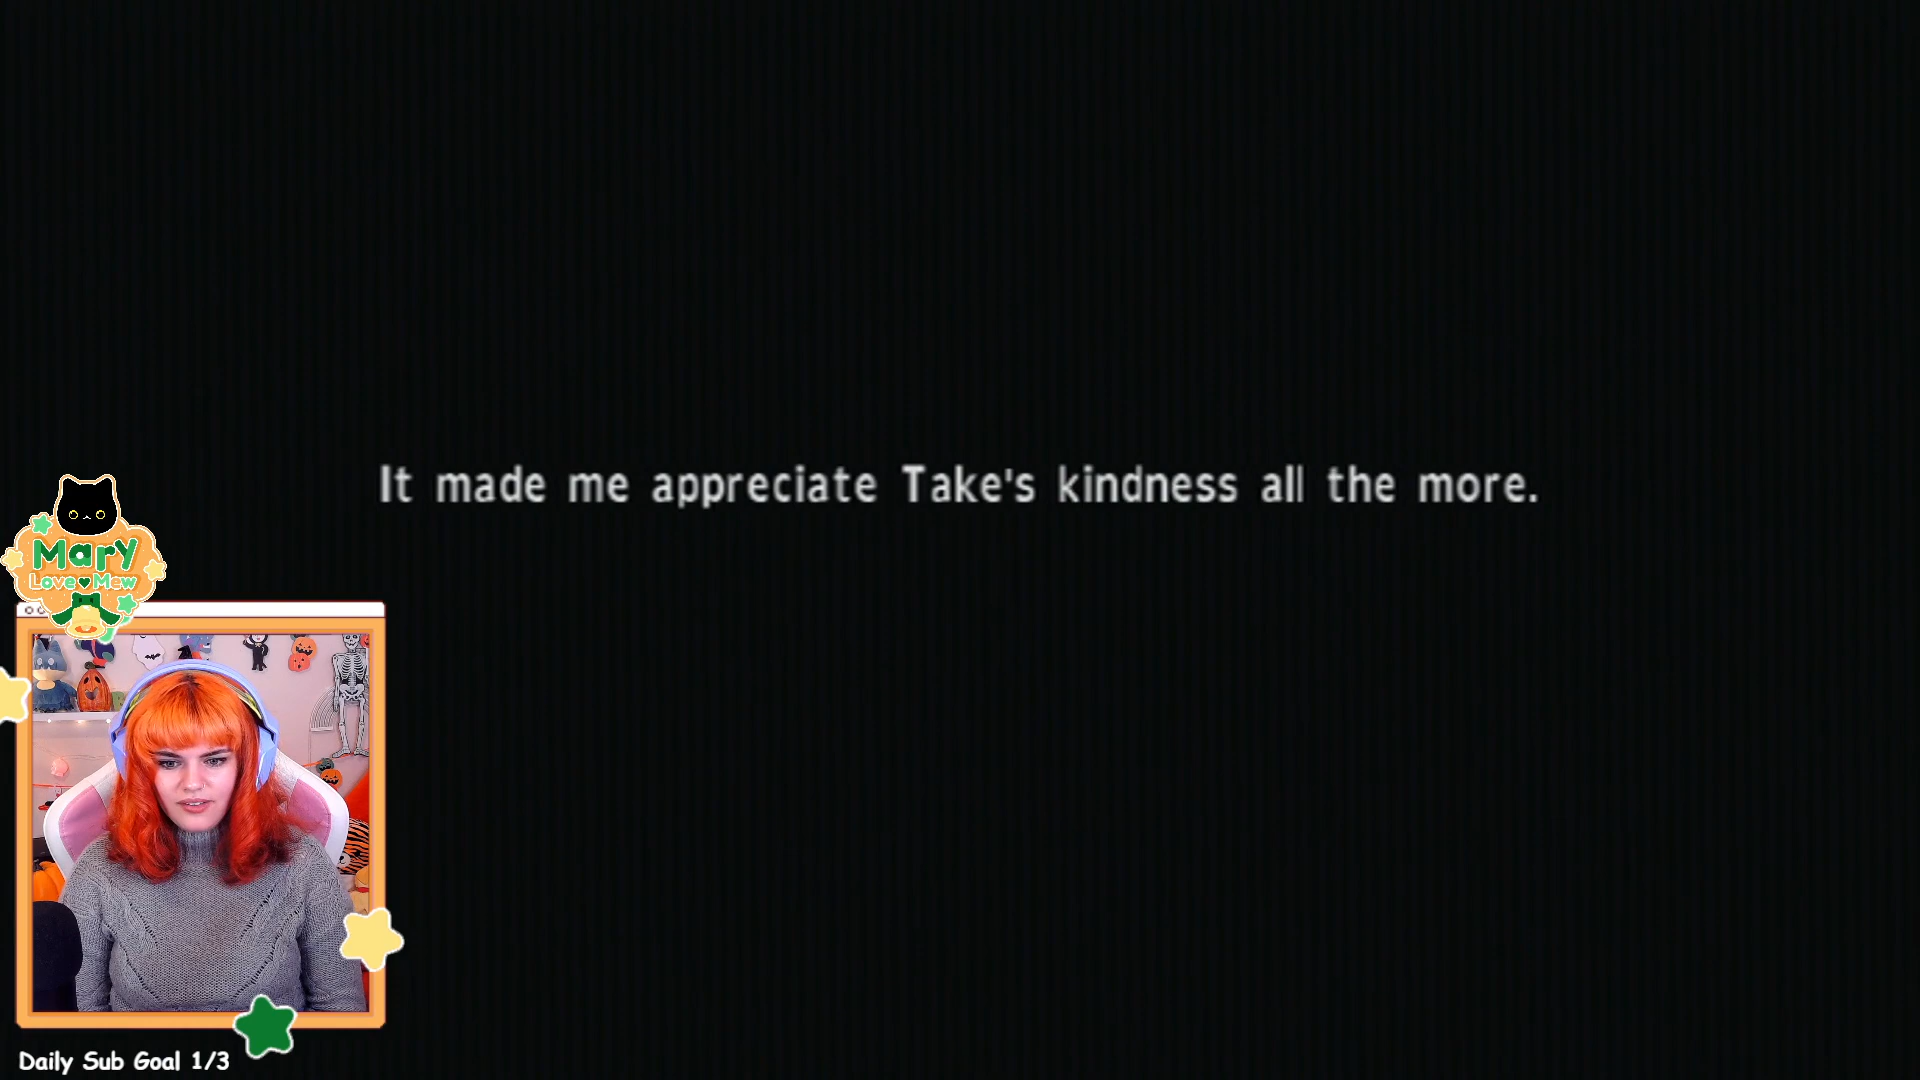 It made me appreciate Take's kindness all the more.
Mary
Love Mew
Daily Sub Goal 1/3